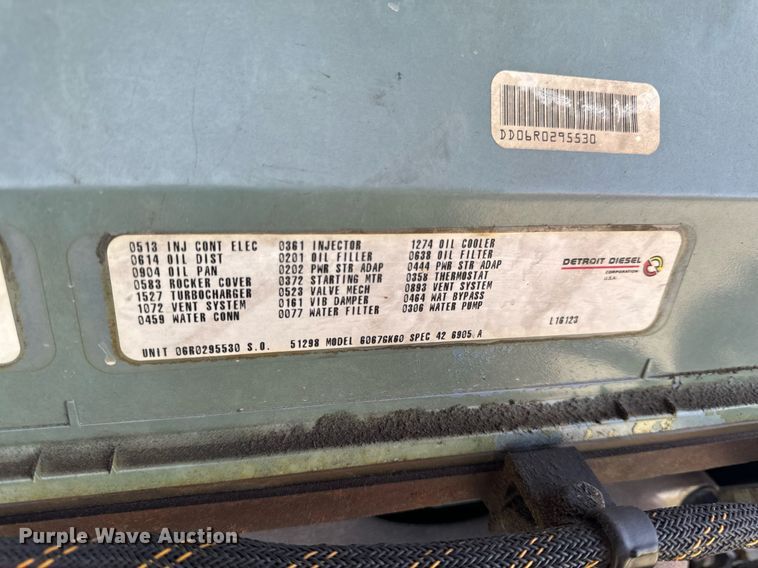 DD06R0295530
0513 INJ CONT ELEC 0361 INJECTOR 1274 OIL COOLER
0614 OIL DIST 0201 OIL FILLER 0638 OIL FILTER
0904 OIL PAN 0202 PWR STR ADAP 0444 PWR STR ADAP
0583 ROCKER COVER 0372 STARTING MTR 0358 THERMOSTAT
1527 TURBOCHARGER 0523 VALVE MECH 0893 VENT SYSTEM
1072 VENT SYSTEM 0161 VIB DAMPER 0464 WAT BYPASS
0459 WATER CONN 0077 WATER FILTER 0306 WATER PUMP
DETROIT DIESEL
CORPORATION
U.S.A.
L16123
UNIT 06R0295530 S.O. 51298 MODEL 6067GK60 SPEC 42 6905 A
Purple Wave Auction